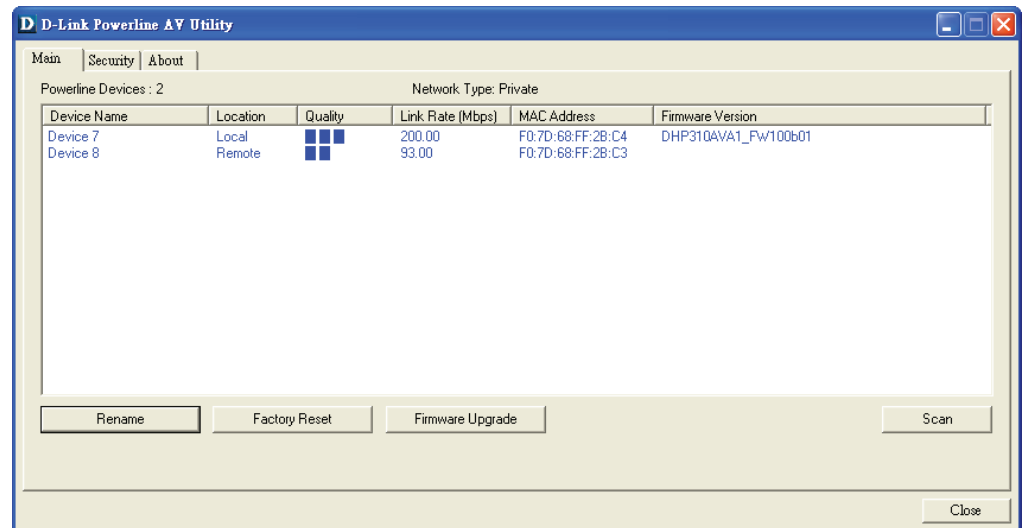 D D-Link Powerline AV Utility
Main Security About
Powerline Devices : 2 Network Type: Private
Device Name Location Quality Link Rate (Mbps) MAC Address Firmware Version
Device 7 Local 200.00 F0:7D:68:FF:2B:C4 DHP310AVA1_FW100b01
Device 8 Remote 93.00 F0:7D:68:FF:2B:C3
Rename Factory Reset Firmware Upgrade Scan
Close